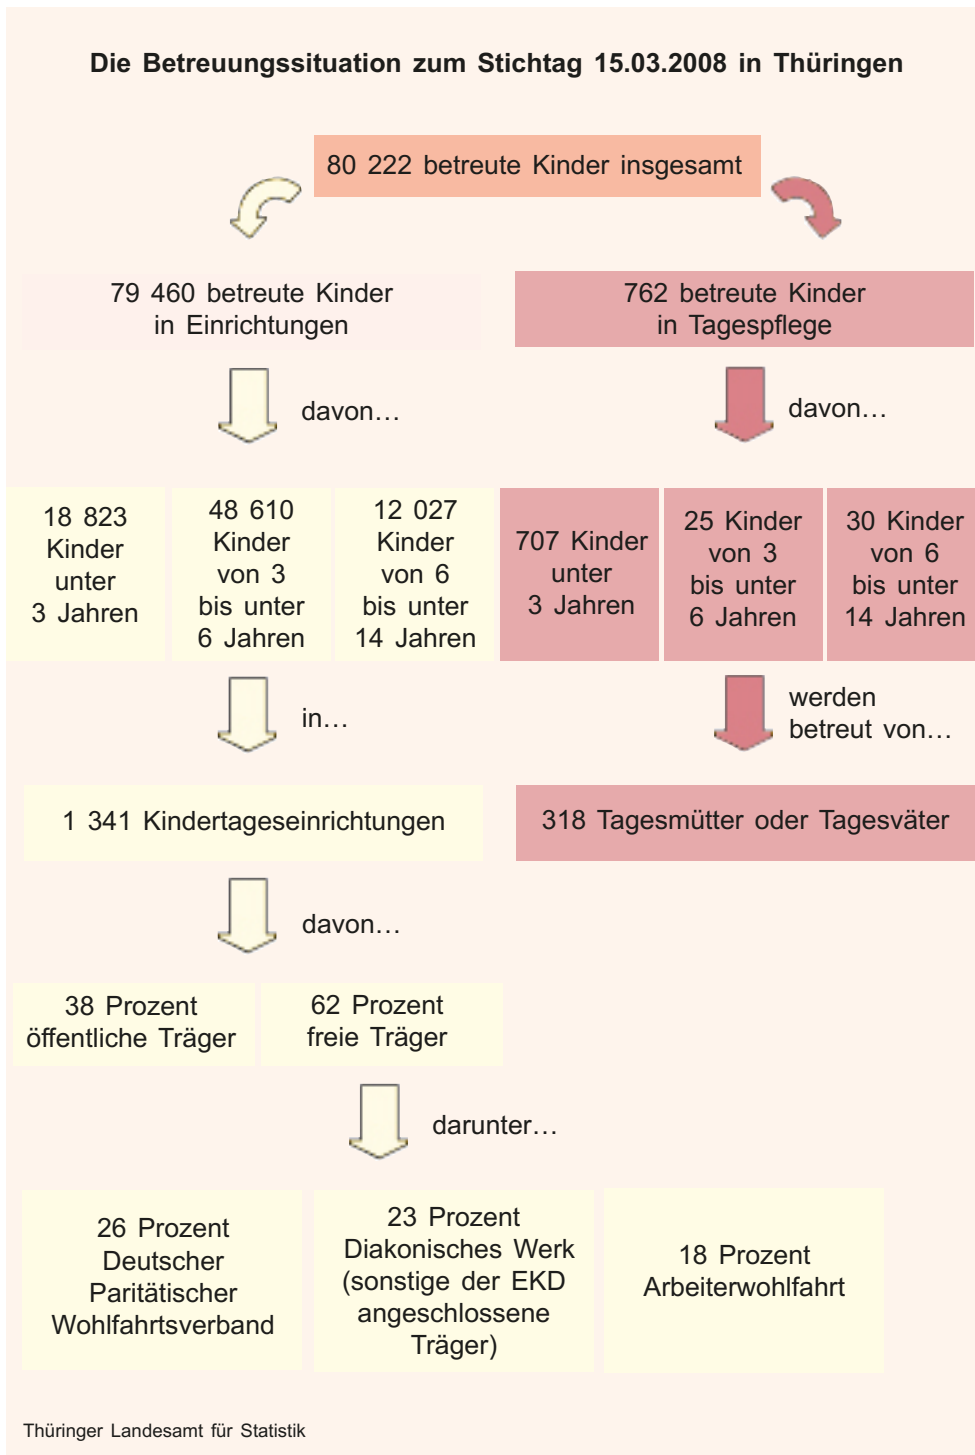 Die Betreuungssituation zum Stichtag 15.03.2008 in Thüringen
80 222 betreute Kinder insgesamt
79 460 betreute Kinder
in Einrichtungen
762 betreute Kinder
in Tagespflege
davon…
davon…
18 823
Kinder
unter
3 Jahren
48 610
Kinder
von 3
bis unter
6 Jahren
12 027
Kinder
von 6
bis unter
14 Jahren
707 Kinder
unter
3 Jahren
25 Kinder
von 3
bis unter
6 Jahren
30 Kinder
von 6
bis unter
14 Jahren
in…
werden
betreut von…
1 341 Kindertageseinrichtungen
318 Tagesmütter oder Tagesväter
davon…
38 Prozent
öffentliche Träger
62 Prozent
freie Träger
darunter…
26 Prozent
Deutscher
Paritätischer
Wohlfahrtsverband
23 Prozent
Diakonisches Werk
(sonstige der EKD
angeschlossene
Träger)
18 Prozent
Arbeiterwohlfahrt
Thüringer Landesamt für Statistik